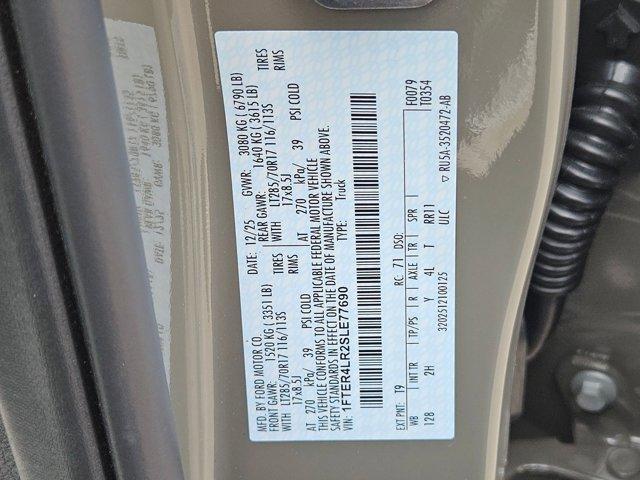 MFD. BY FORD MOTOR CO. DATE: 12/25 GVWR: 3080 KG ( 6790 LB)
FRONT GAWR: 1520 KG ( 3351 LB) REAR GAWR: 1640 KG ( 3615 LB)
WITH LT285/70R17 116/113S TIRES WITH LT285/70R17 116/113S TIRES
17x8.5J RIMS 17x8.5J RIMS
AT 270 kPa/ 39 PSI COLD AT 270 kPa/ 39 PSI COLD
THIS VEHICLE CONFORMS TO ALL APPLICABLE FEDERAL MOTOR VEHICLE
SAFETY STANDARDS IN EFFECT ON THE DATE OF MANUFACTURE SHOWN ABOVE.
VIN: 1FTER4LR2SLE77690 TYPE: Truck
F0079
T0354
EXT PNT: T9 RC: 71 DSO:
WB INT TR TP/PS R AXLE TR SPR
128 2H Y 4L T RR11
ULC
3202512100125
▽ RU5A-3520472-AB